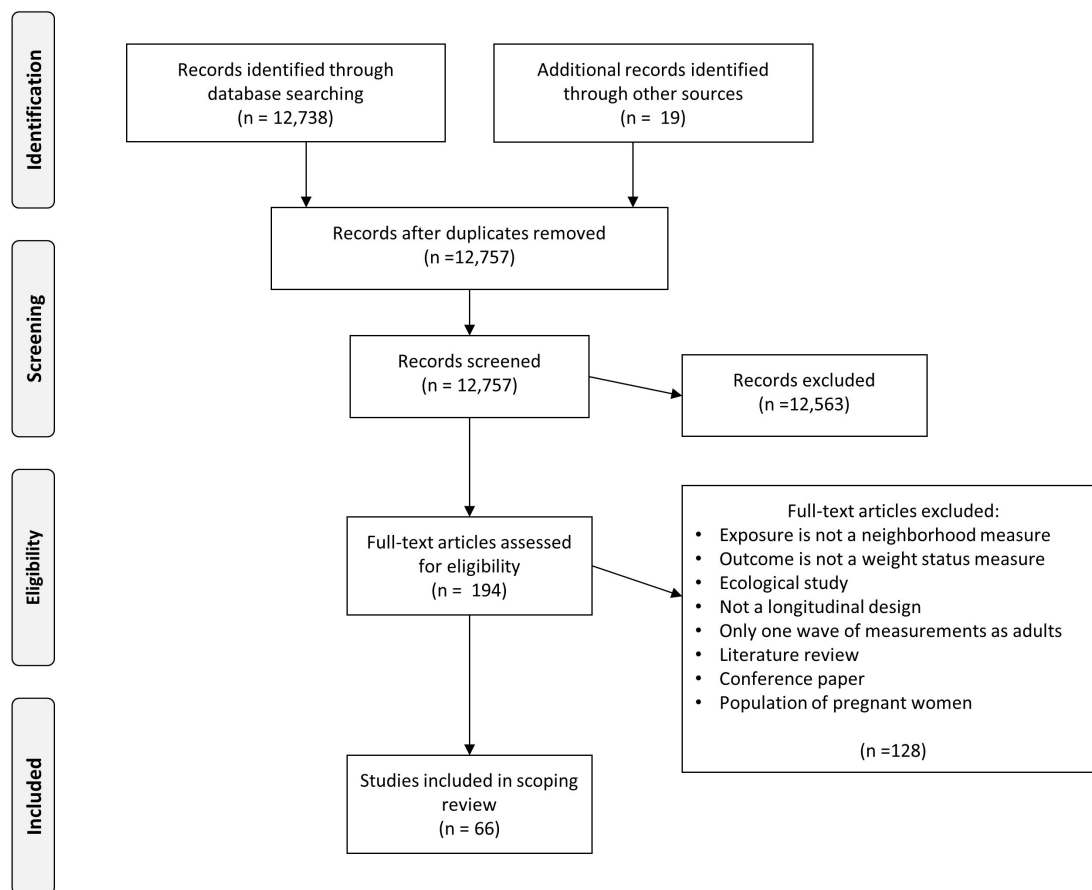 Identification
Records identified through
database searching
(n = 12,738)
Additional records identified
through other sources
(n =  19)
Records after duplicates removed
(n =12,757)
Screening
Records screened
(n = 12,757)
Records excluded
(n =12,563)
Eligibility
Full-text articles assessed
for eligibility
(n =  194)
Full-text articles excluded:
• Exposure is not a neighborhood measure
• Outcome is not a weight status measure
• Ecological study
• Not a longitudinal design
• Only one wave of measurements as adults
• Literature review
• Conference paper
• Population of pregnant women
(n =128)
Included
Studies included in scoping
review
(n = 66)